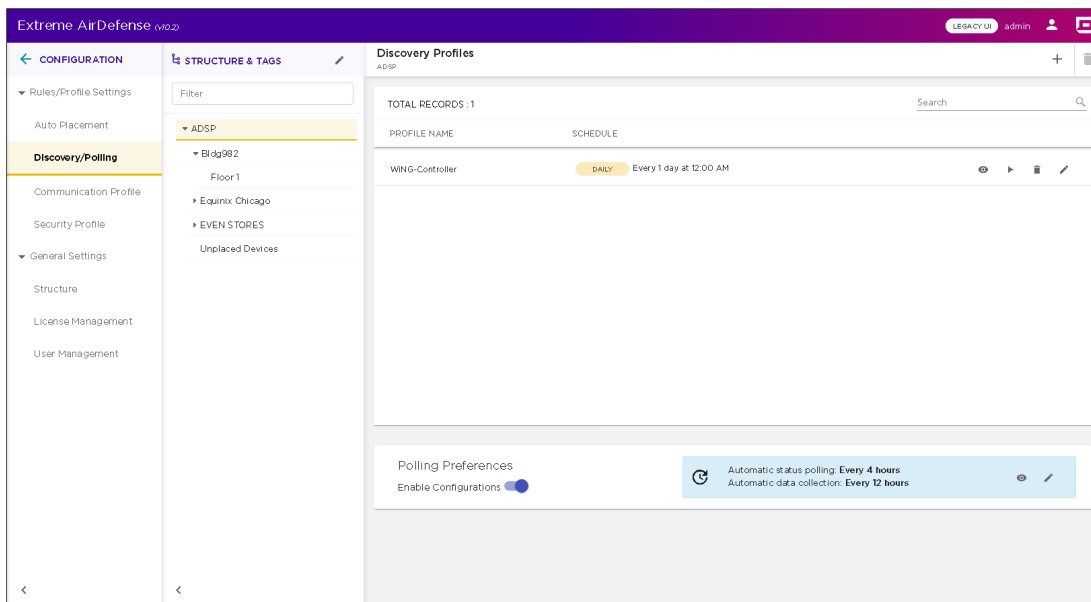 Extreme AirDefense (v10.2)
LEGACY UI admin
CONFIGURATION
Rules/Profile Settings
Auto Placement
Discovery/Polling
Communication Profile
Security Profile
General Settings
Structure
License Management
User Management
STRUCTURE & TAGS
Filter
ADSP
Bldg982
Floor 1
Equinix Chicago
EVEN STORES
Unplaced Devices
Discovery Profiles
ADSP
TOTAL RECORDS : 1
Search
PROFILE NAME SCHEDULE
WiNG-Controller DAILY Every 1 day at 12:00 AM
Polling Preferences
Enable Configurations
Automatic status polling: Every 4 hours
Automatic data collection: Every 12 hours